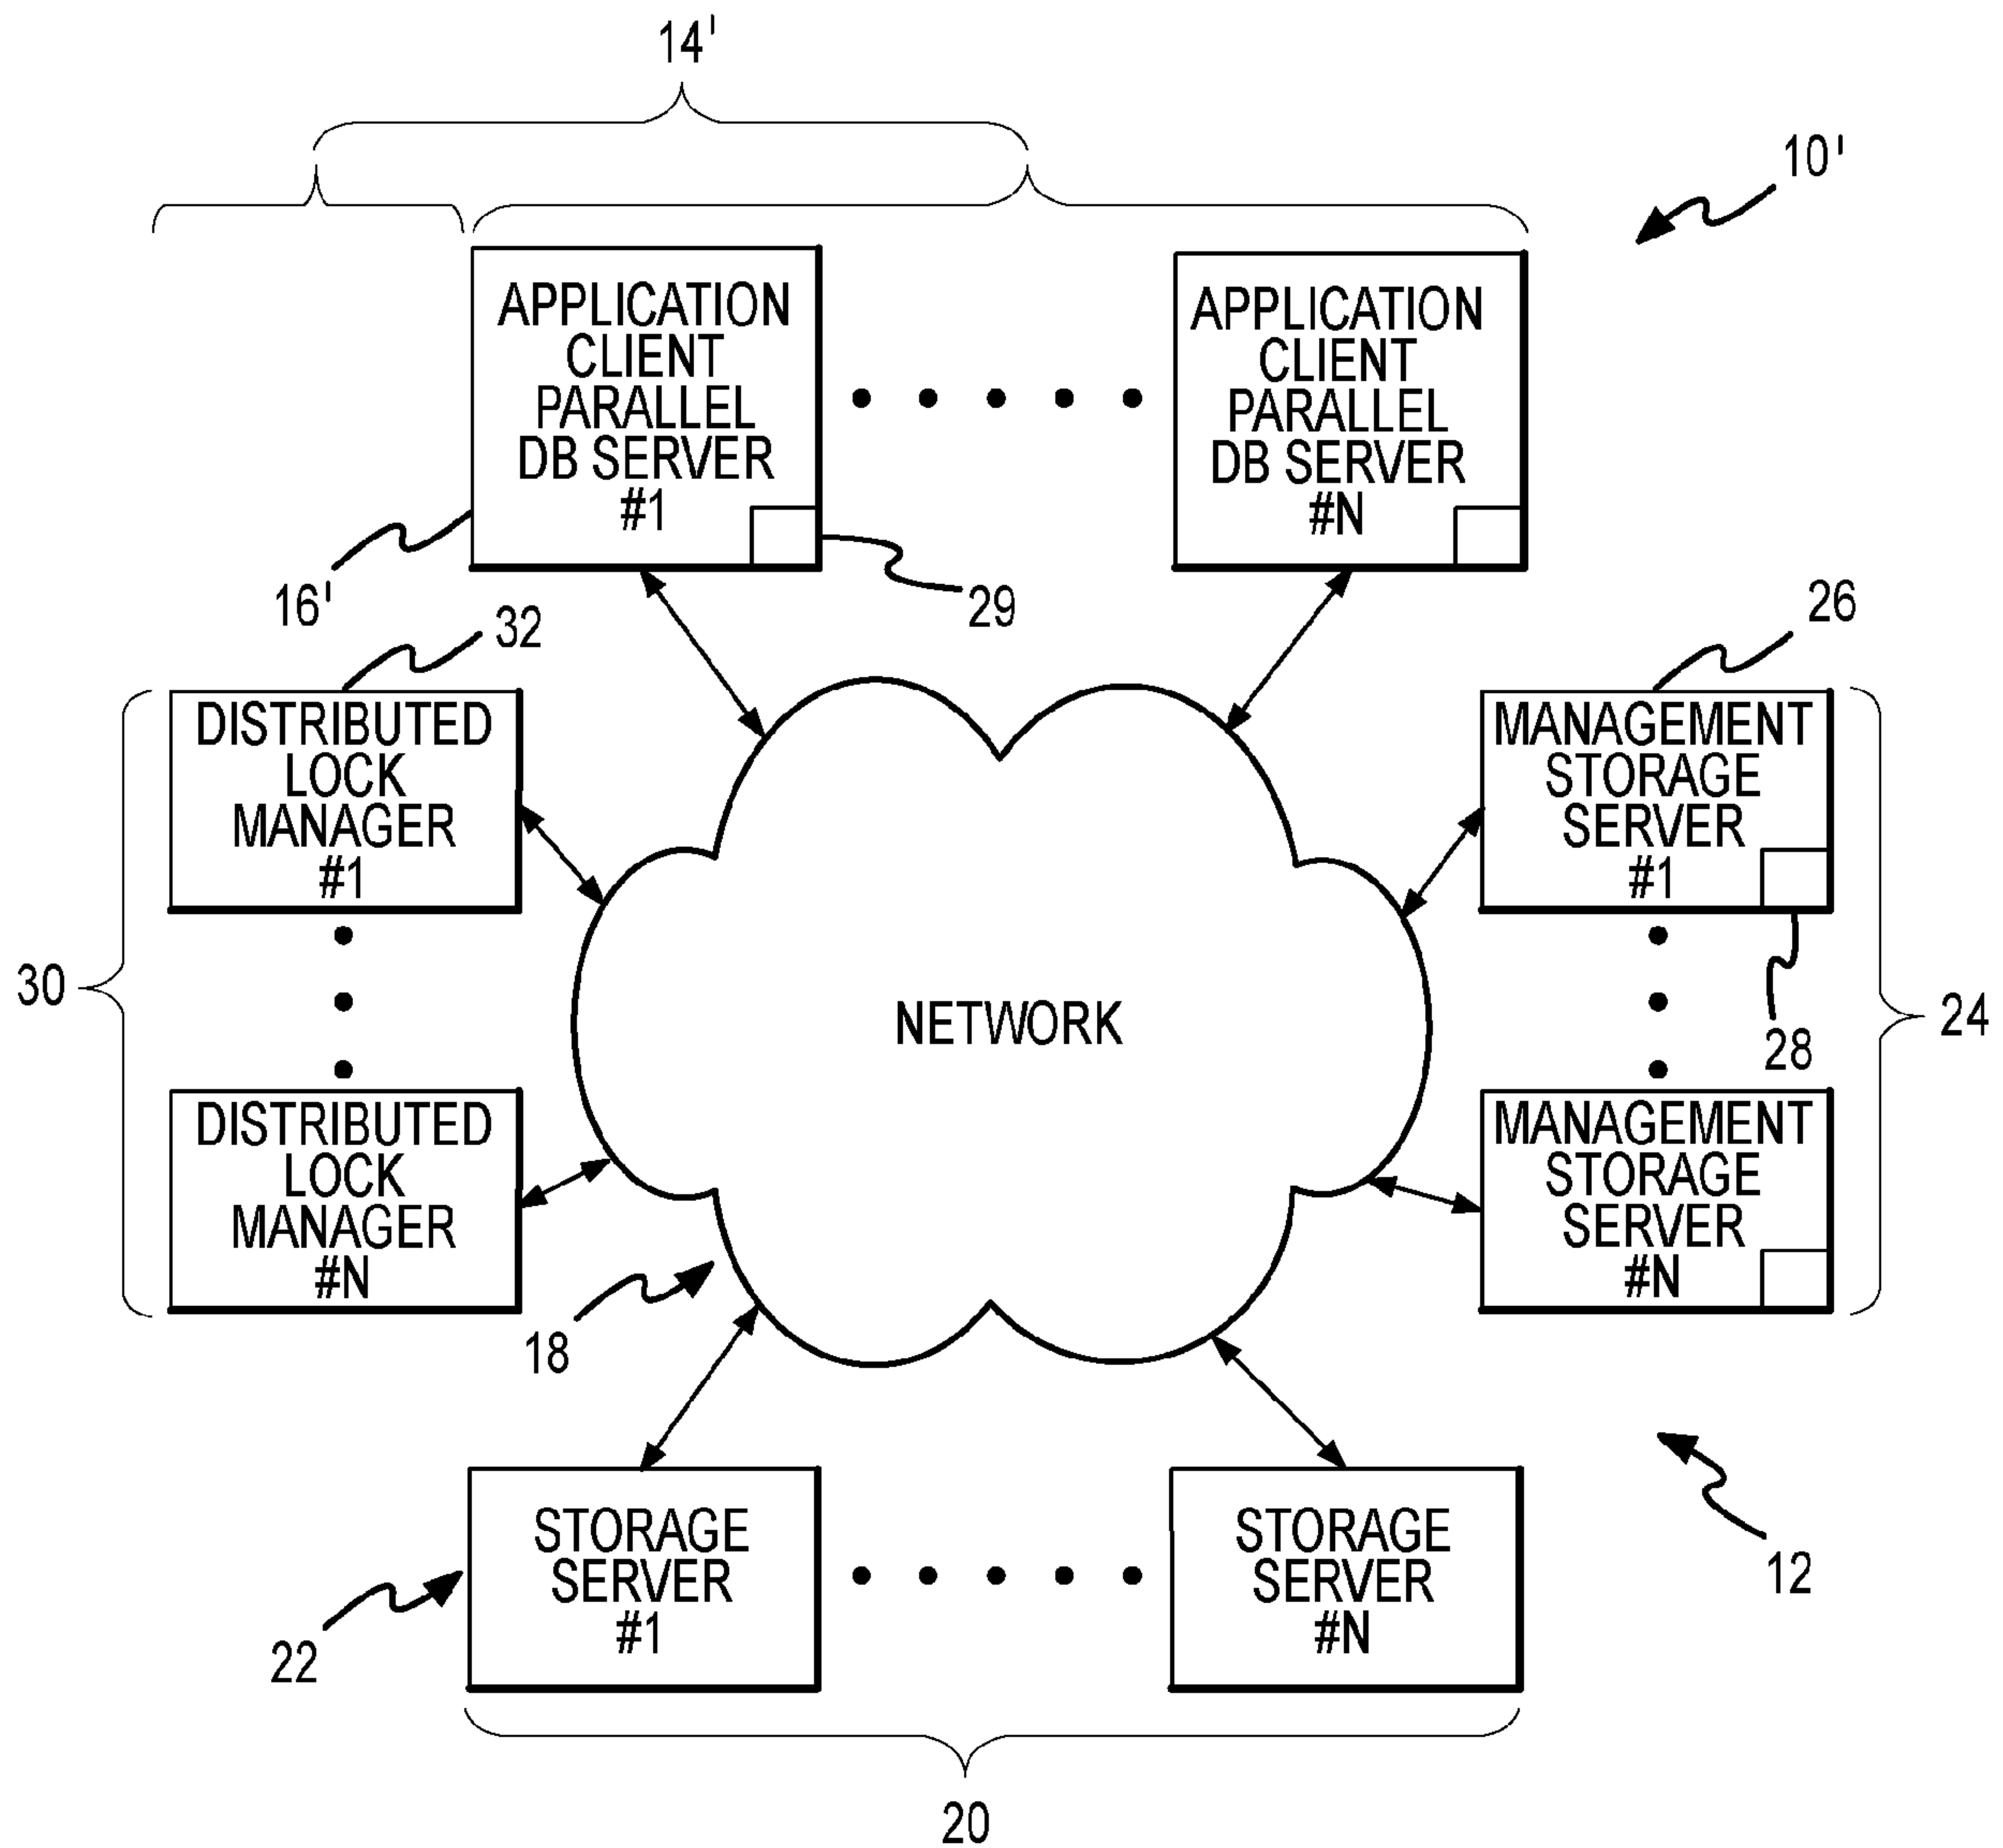 14'
10'
APPLICATION
CLIENT
PARALLEL
DB SERVER
#1
APPLICATION
CLIENT
PARALLEL
DB SERVER
#N
16'
29
32
26
DISTRIBUTED
LOCK
MANAGER
#1
MANAGEMENT
STORAGE
SERVER
#1
30
NETWORK
28
24
DISTRIBUTED
LOCK
MANAGER
#N
MANAGEMENT
STORAGE
SERVER
#N
18
STORAGE
SERVER
#1
STORAGE
SERVER
#N
12
22
20